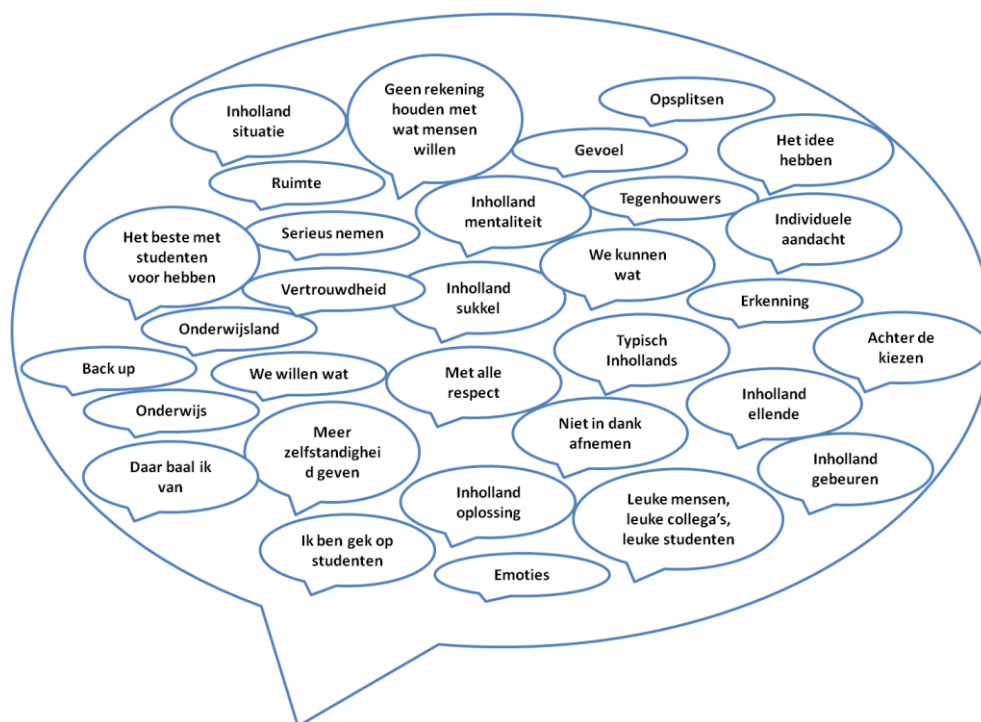 Geen rekening
houden met
wat mensen
willen
Opsplitsen
Inholland
situatie
Het idee
hebben
Gevoel
Ruimte
Tegenhouwers
Inholland
mentaliteit
Individuele
aandacht
Serieus nemen
Het beste met
studenten
voor hebben
We kunnen
wat
Vertrouwdheid
Inholland
sukkel
Erkenning
Onderwijsland
Typisch
Inhollands
Achter de
kiezen
Back up
We willen wat
Met alle
respect
Inholland
ellende
Onderwijs
Niet in dank
afnemen
Meer
zelfstandighei
d geven
Daar baal ik
van
Inholland
gebeuren
Inholland
oplossing
Leuke mensen,
leuke collega's,
leuke studenten
Ik ben gek op
studenten
Emoties